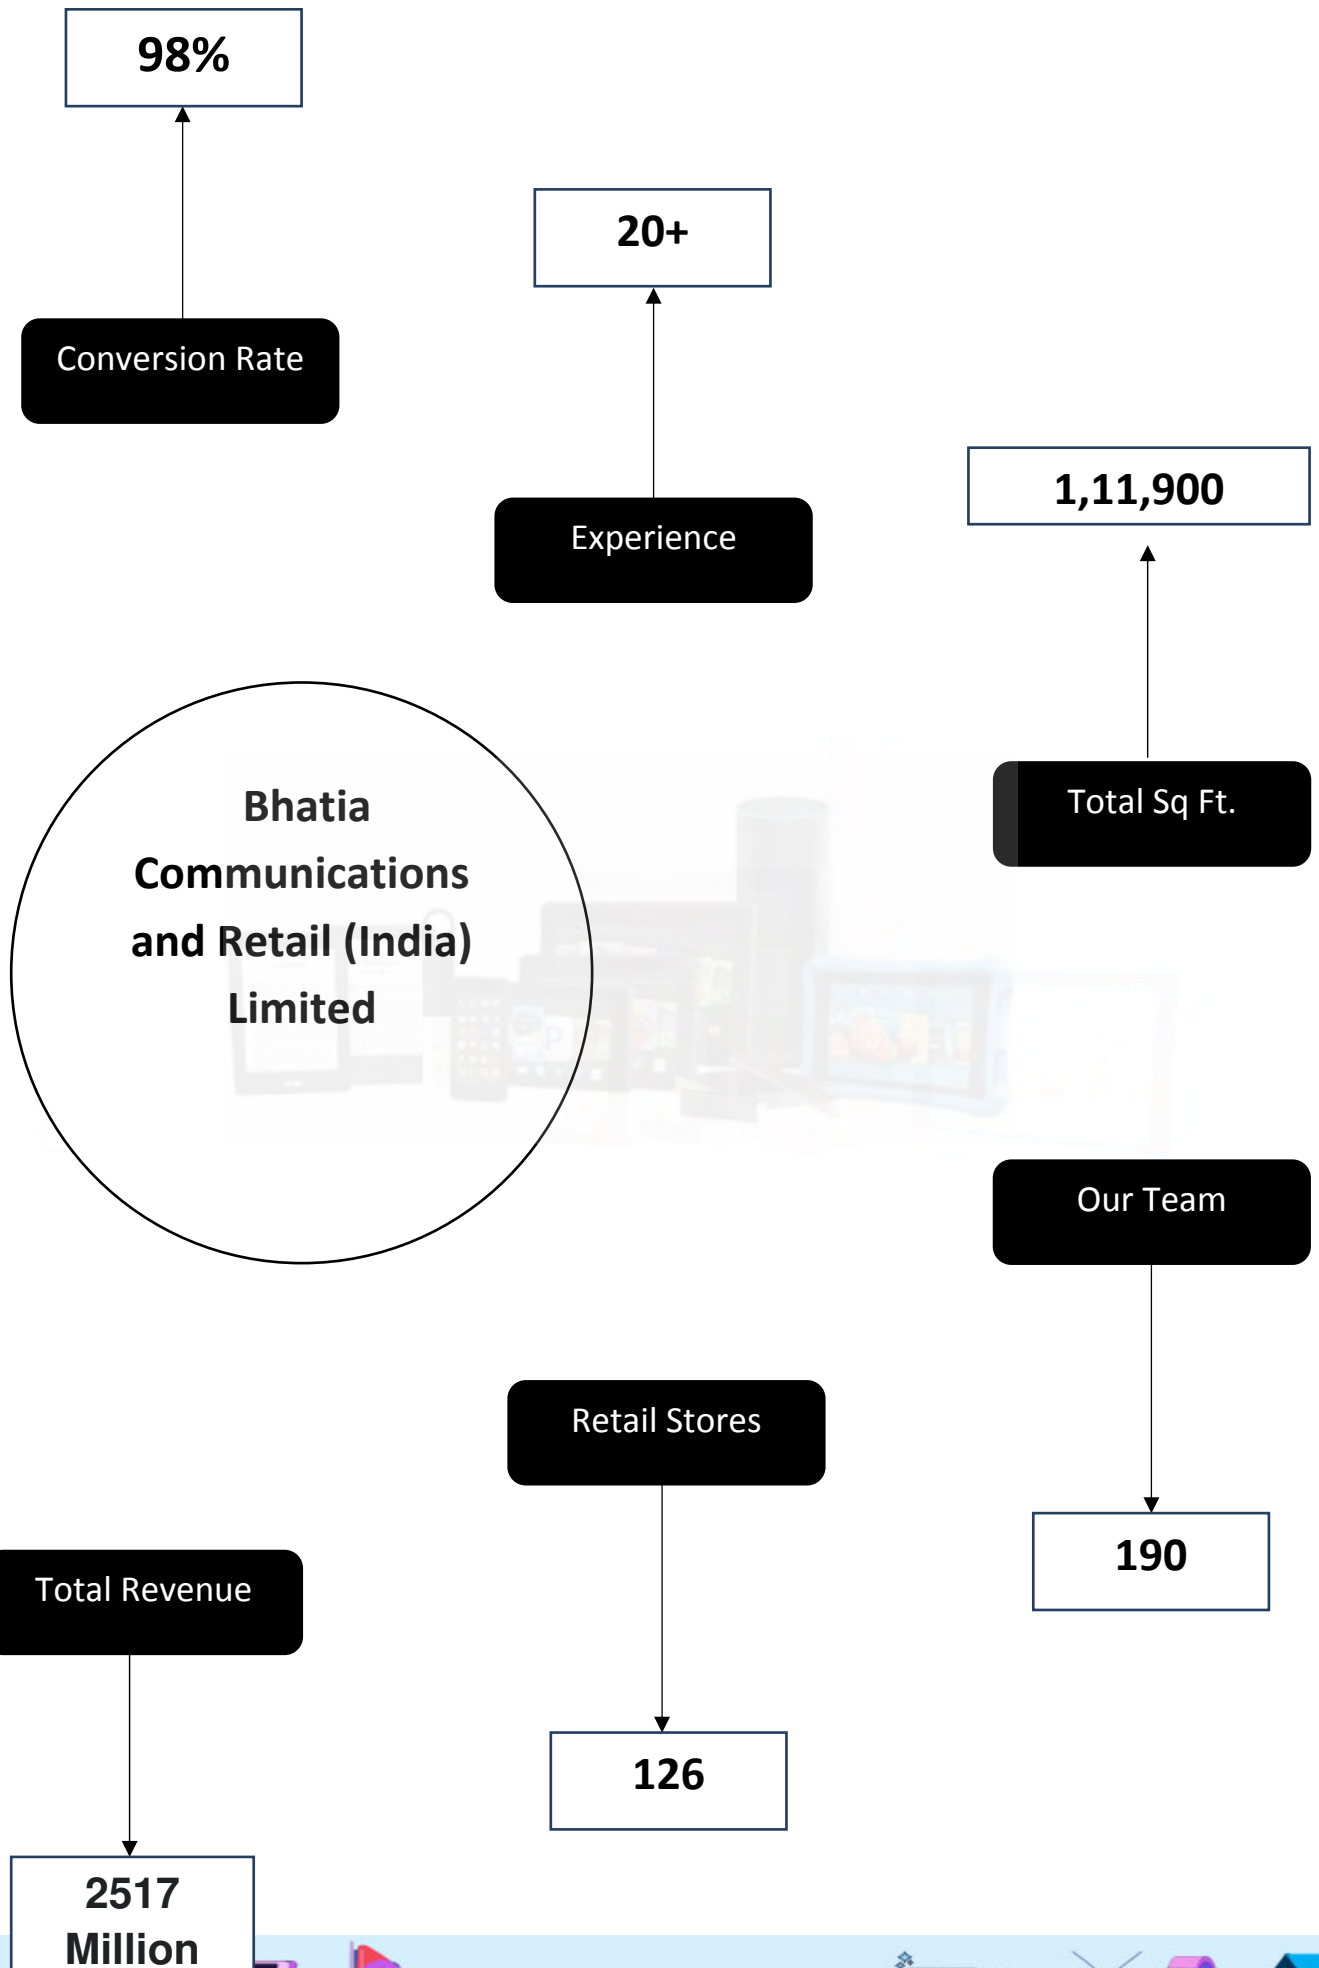 98%
20+
Conversion Rate
1,11,900
Experience
Bhatia
Communications
and Retail (India)
Limited
Total Sq Ft.
Our Team
Retail Stores
190
Total Revenue
126
2517
Million